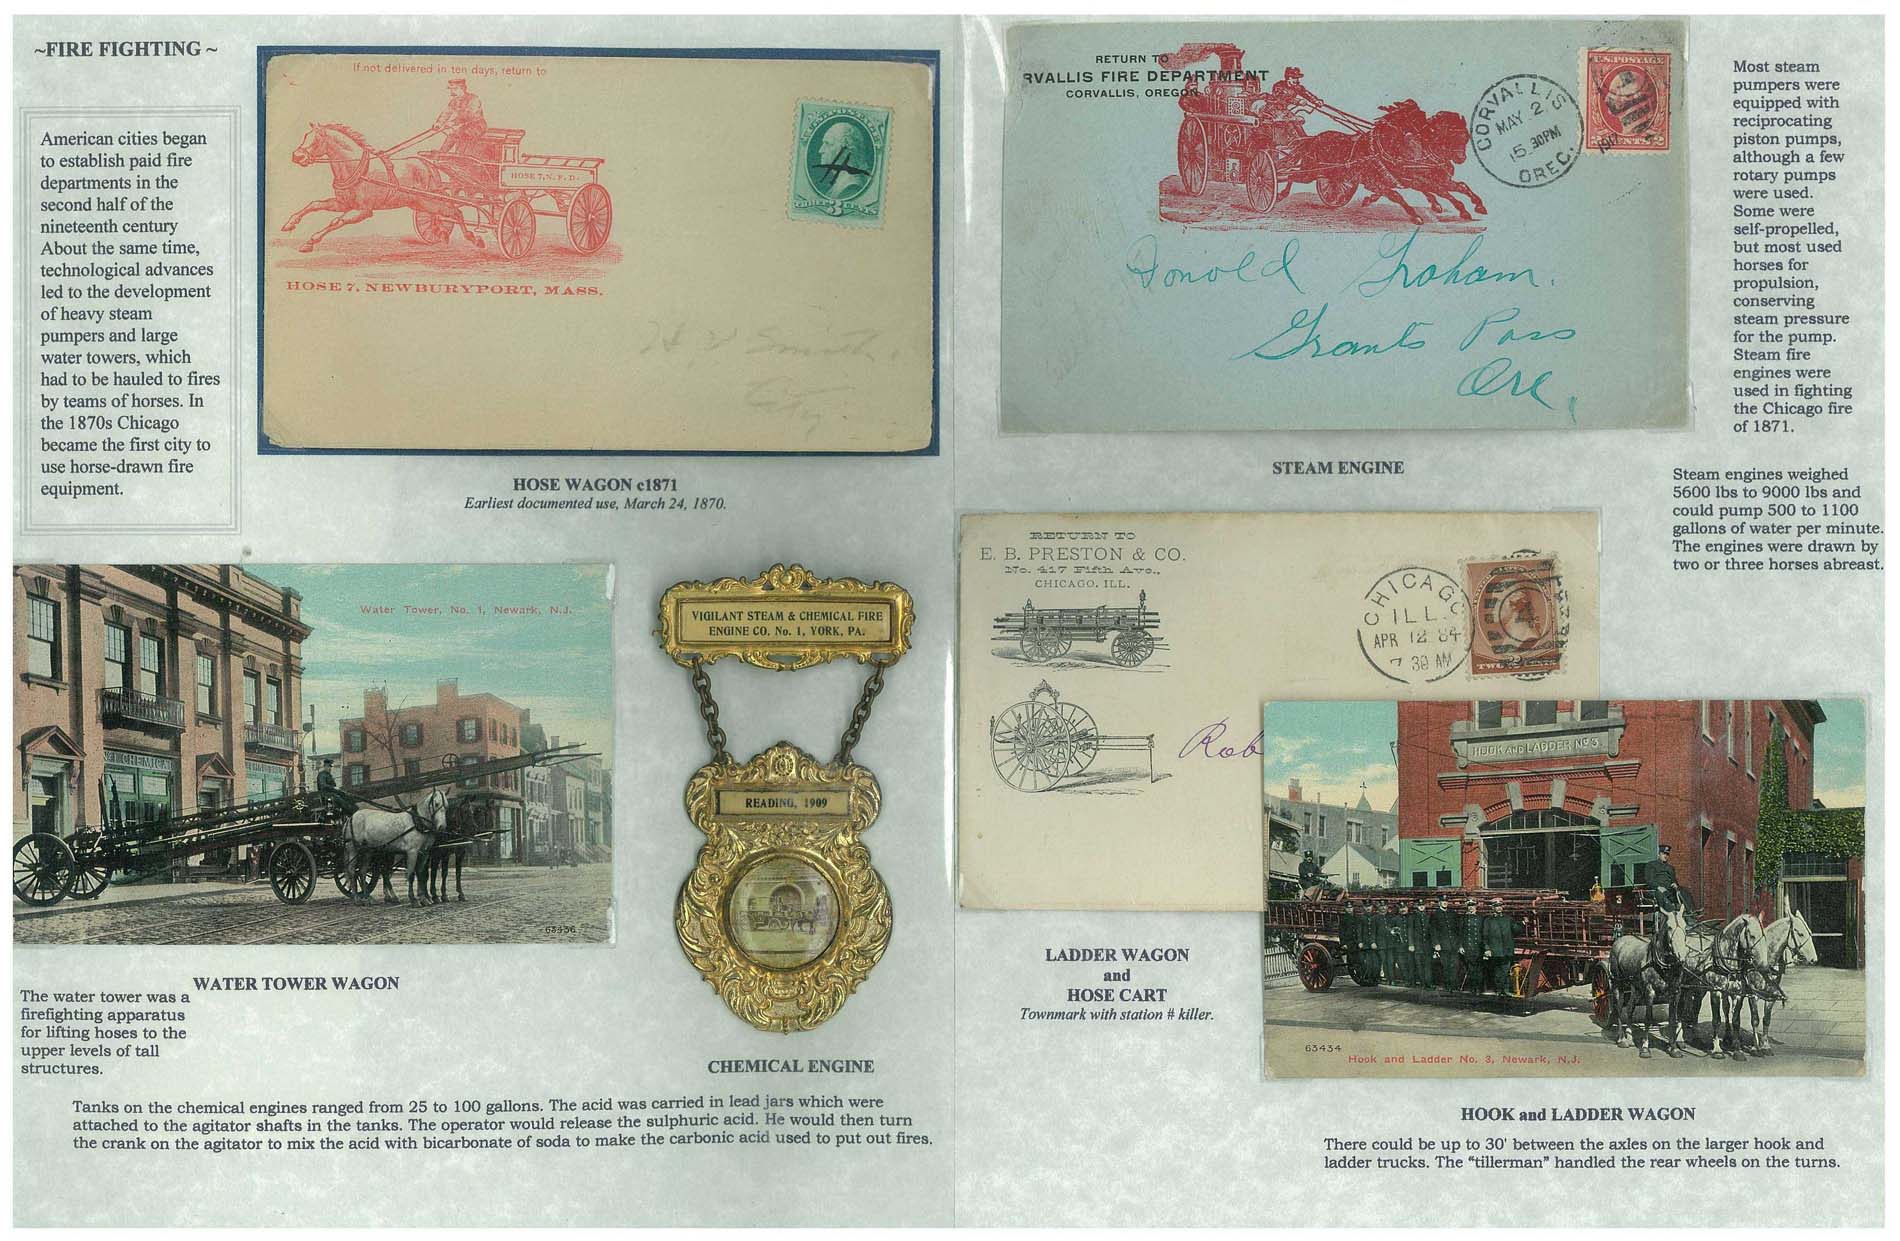 ~FIRE FIGHTING ~
American cities began
to establish paid fire
departments in the
second half of the
nineteenth century
About the same time,
technological advances
led to the development
of heavy steam
pumpers and large
water towers, which
had to be hauled to fires
by teams of horses. In
the 1870s Chicago
became the first city to
use horse-drawn fire
equipment.
If not delivered in ten days, return to
HOSE 7, N. F. D.
HOSE 7, NEWBURYPORT, MASS.
THREE 3 CENTS
H
Smith
City
HOSE WAGON c1871
Earliest documented use, March 24, 1870.
RETURN TO
RVALLIS FIRE DEPARTMENT
CORVALLIS, OREGON
CORVALLIS
MAY 2
5.30PM
OREC.
U.S. POSTAGE
Donold Graham.
Grants Pass
Ore,
STEAM ENGINE
Most steam
pumpers were
equipped with
reciprocating
piston pumps,
although a few
rotary pumps
were used.
Some were
self-propelled,
but most used
horses for
propulsion,
conserving
steam pressure
for the pump.
Steam fire
engines were
used in fighting
the Chicago fire
of 1871.
Steam engines weighed
5600 lbs to 9000 lbs and
could pump 500 to 1100
gallons of water per minute.
The engines were drawn by
two or three horses abreast.
Water Tower, No. 1, Newark, N.J.
CHEMICAL
63436
WATER TOWER WAGON
The water tower was a
firefighting apparatus
for lifting hoses to the
upper levels of tall
structures.
VIGILANT STEAM & CHEMICAL FIRE
ENGINE CO. No. 1, YORK, PA.
READING, 1909
CHEMICAL ENGINE
Tanks on the chemical engines ranged from 25 to 100 gallons. The acid was carried in lead jars which were
attached to the agitator shafts in the tanks. The operator would release the sulphuric acid. He would then turn
the crank on the agitator to mix the acid with bicarbonate of soda to make the carbonic acid used to put out fires.
RETURN TO
E. B. PRESTON & CO.
No. 417 Fifth Ave.,
CHICAGO. ILL.
CHICAGO
ILL.
APR 12 84
7 30 AM
TWO
Rob
LADDER WAGON
and
HOSE CART
Townmark with station # killer.
HOOK AND LADDER No 3
63434
Hook and Ladder No. 3, Newark, N.J.
HOOK and LADDER WAGON
There could be up to 30' between the axles on the larger hook and
ladder trucks. The "tillerman" handled the rear wheels on the turns.